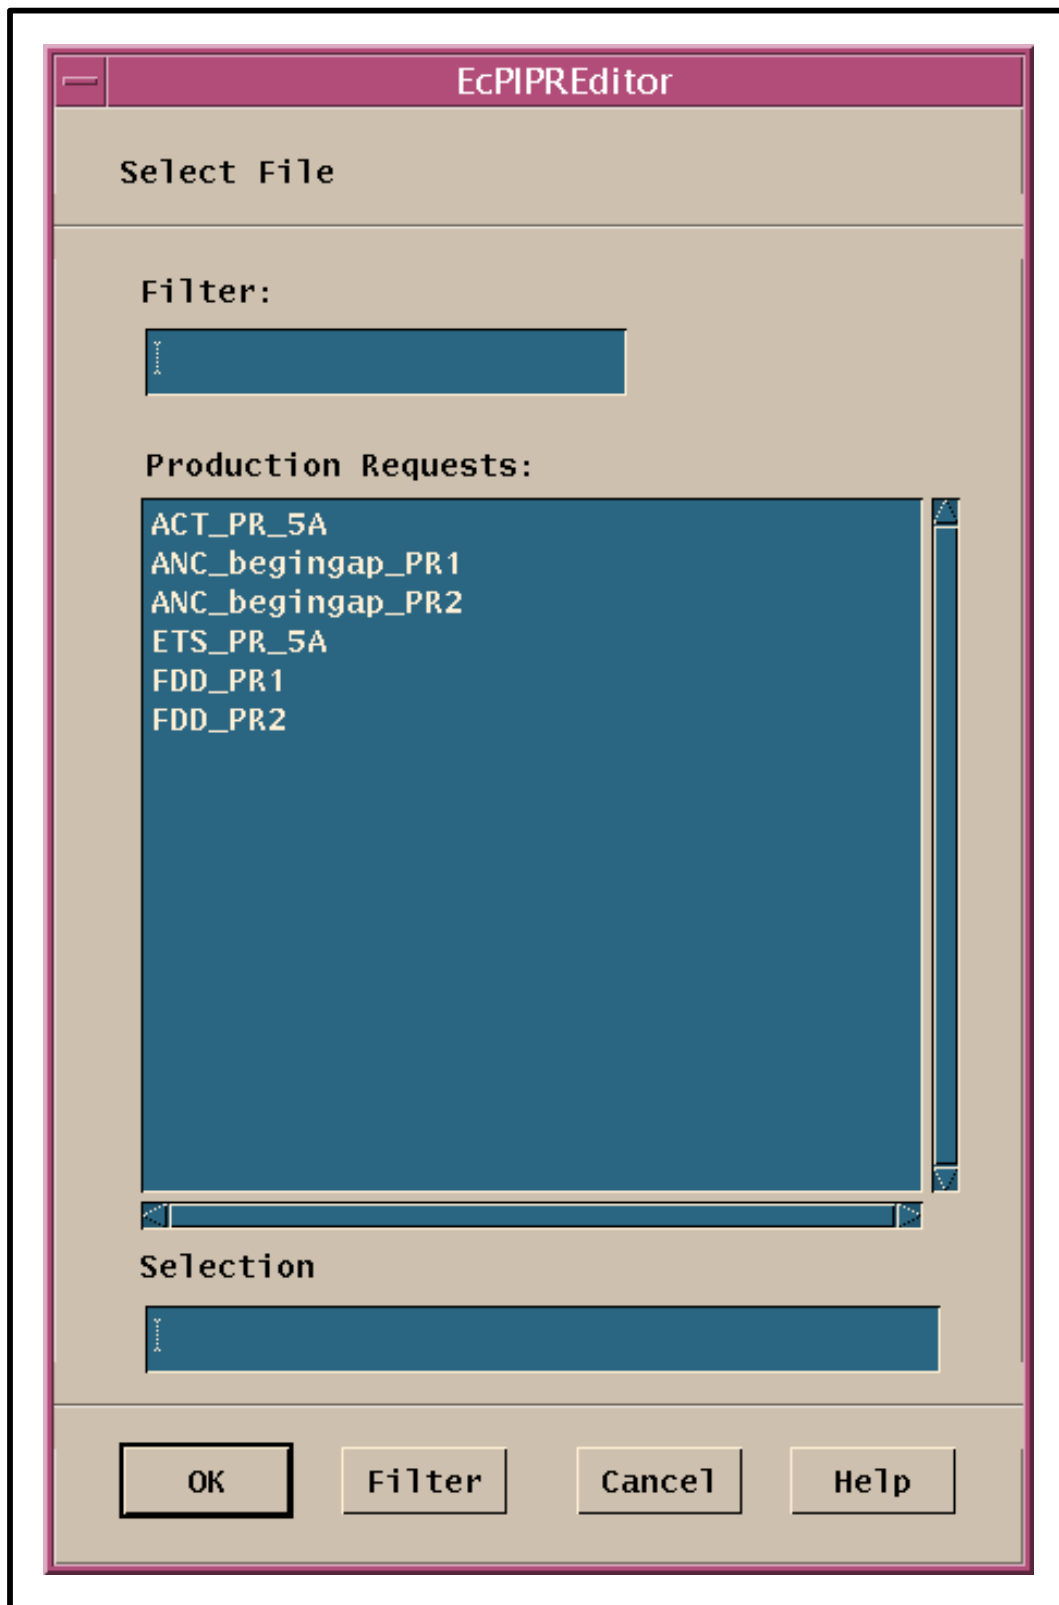 EcPlPREditor
Select File
Filter:
Production Requests:
ACT_PR_5A
ANC_begingap_PR1
ANC_begingap_PR2
ETS_PR_5A
FDD_PR1
FDD_PR2
Selection
OK Filter Cancel Help